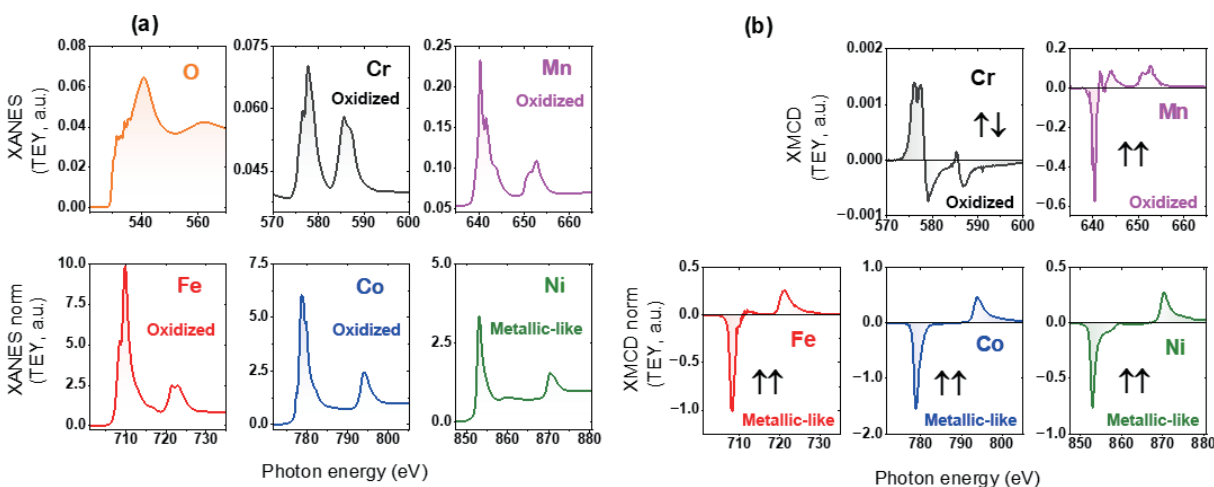 (a)
XANES
(TEY, a.u.)
0.08
0.06
0.04
0.02
0.00
540
560
O
0.075
0.060
0.045
570
580
590
600
Cr
Oxidized
0.25
0.20
0.15
0.10
0.05
640
660
Mn
Oxidized
XANES norm
(TEY, a.u.)
10.0
7.5
5.0
2.5
0.0
710
720
730
Fe
Oxidized
7.5
5.0
2.5
0.0
780
800
Co
Oxidized
5.0
2.5
0.0
850
860
870
880
Ni
Metallic-like
Photon energy (eV)
(b)
XMCD
(TEY, a.u.)
0.002
0.001
0.000
−0.001
570
580
590
600
Cr
↑↓
Oxidized
0.2
0.0
−0.2
−0.4
−0.6
640
660
Mn
↑↑
Oxidized
XMCD norm
(TEY, a.u.)
0.5
0.0
−0.5
−1.0
710
720
730
Fe
↑↑
Metallic-like
1.0
0.0
−1.0
−2.0
780
790
800
Co
↑↑
Metallic-like
0.5
0.0
−0.5
−1.0
850
860
870
880
Ni
↑↑
Metallic-like
Photon energy (eV)